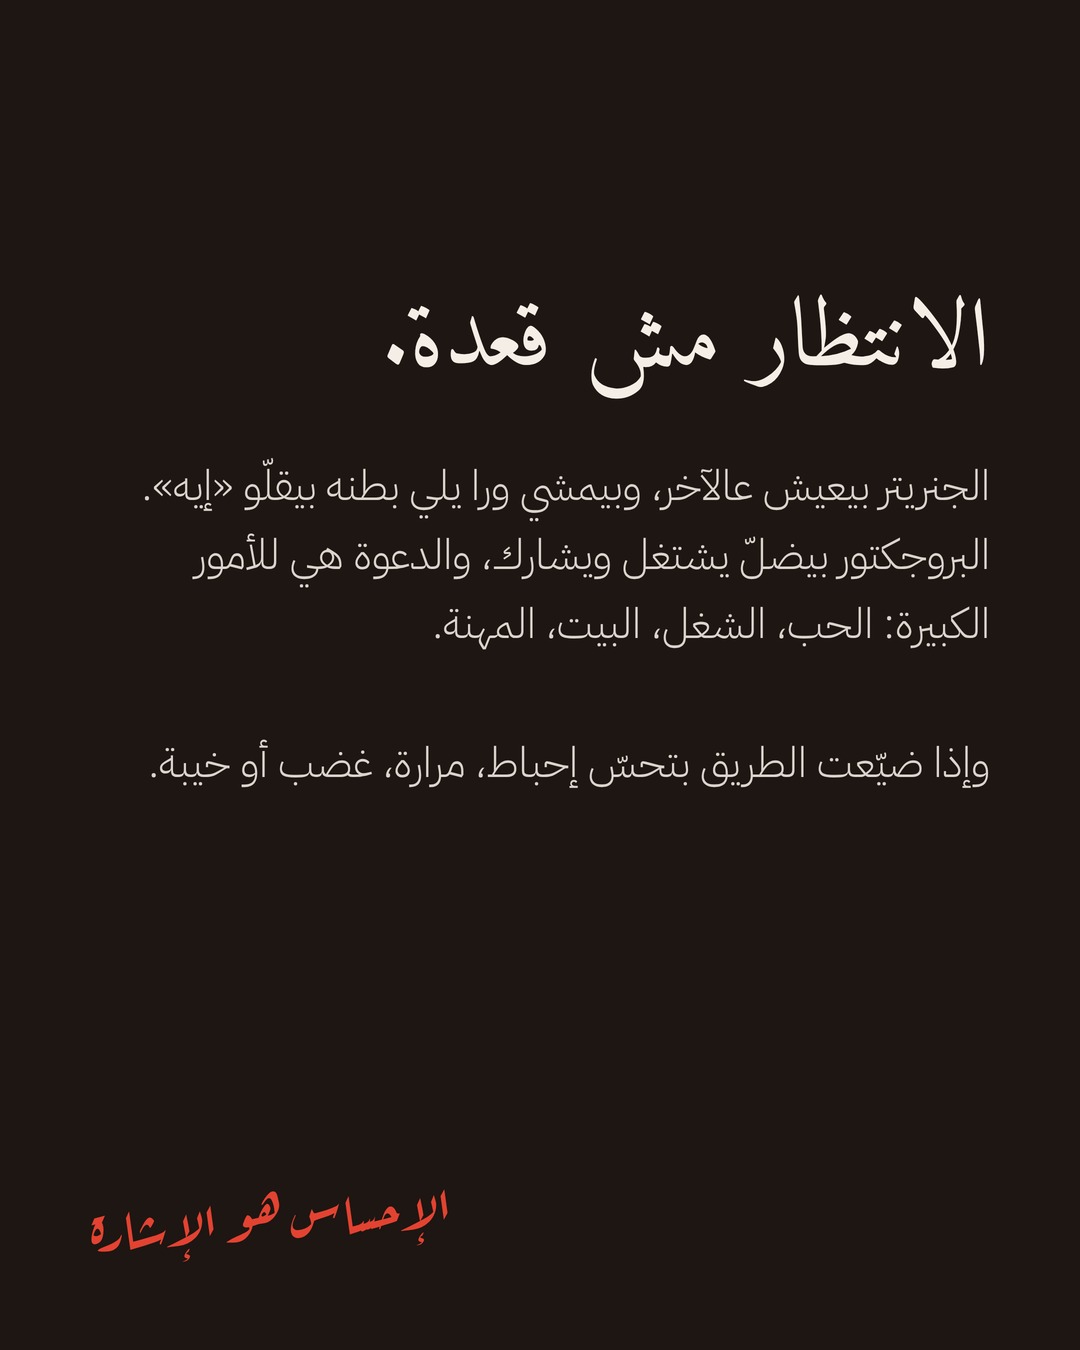 الانتظار مش قعدة.
الجنريتر بيعيش عالآخر، وبيمشي ورا يلي بطنه بيقلّو «إيه».
البروجكتور بيضلّ يشتغل ويشارك، والدعوة هي للأمور
الكبيرة: الحب، الشغل، البيت، المهنة.
وإذا ضيّعت الطريق بتحسّ إحباط، مرارة، غضب أو خيبة.
الإحساس هو الإشارة